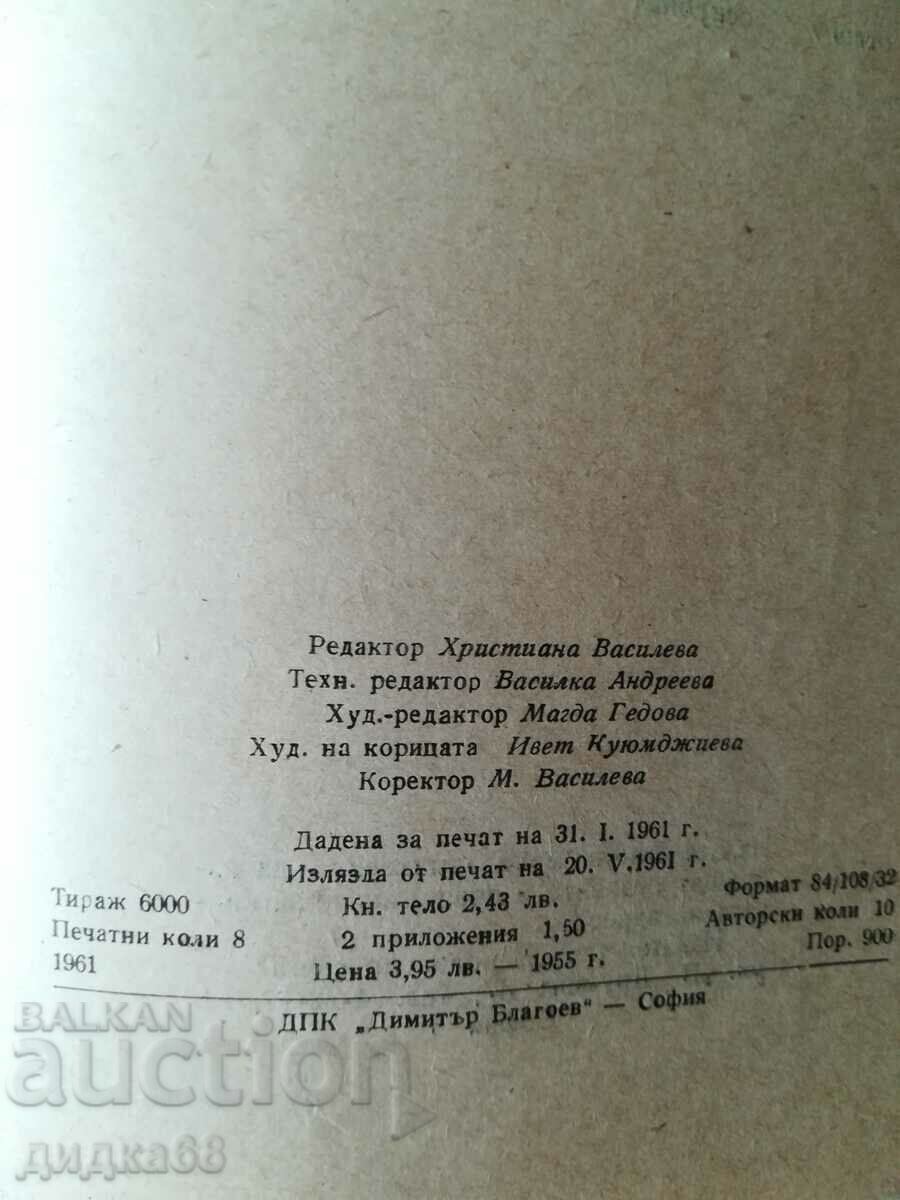 Редактор Христиана Василева
Техн. редактор Василка Андреева
Худ.-редактор Магда Гедова
Худ. на корицата Ивет Куюмджиева
Коректор М. Василева
Дадена за печат на 31. I. 1961 г.
Излязда от печат на 20. V.1961 г.
Тираж 6000 Кн. тело 2,43 лв. Формат 84/108/32
Печатни коли 8 2 приложения 1,50 Авторски коли 10
1961 Цена 3,95 лв. — 1955 г. Пор. 900
ДПК „Димитър Благоев“ — София
BALKAN
auction
дидка68